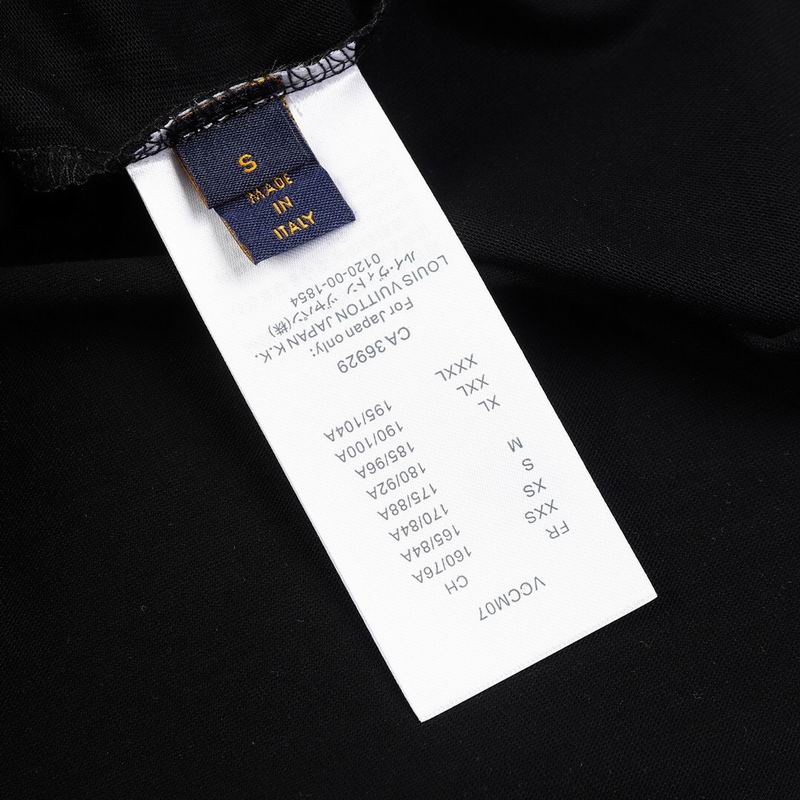 S
MADE
IN
ITALY
VCCM07
FR CH
XXS 160/76A
XS 165/84A
S 170/84A
M 175/88A
180/92A
XL 185/96A
XXL 190/100A
XXXL 195/104A
CA 36929
For Japan only:
LOUIS VUITTON JAPAN K.K.
ルイ・ヴィトン ジャパン(株)
0120-00-1854